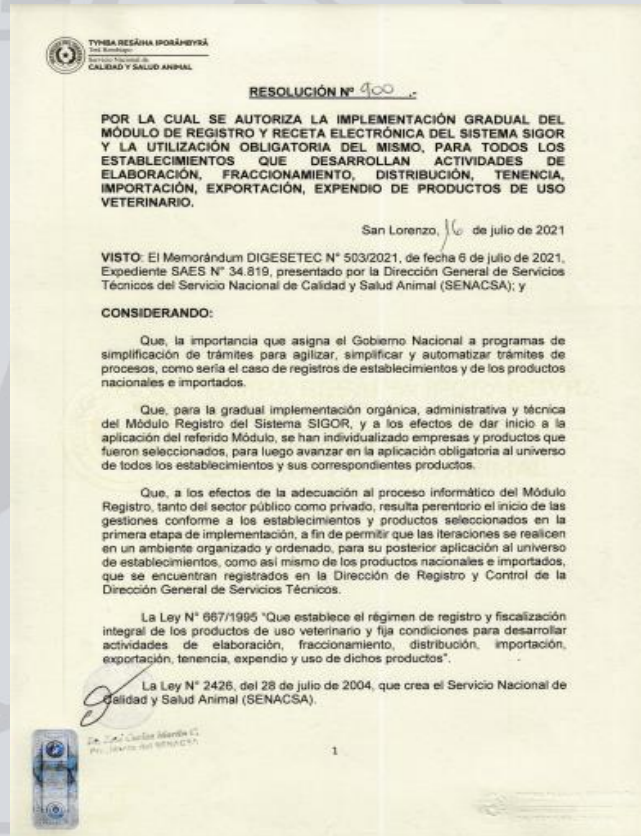 TYMBA RESÃIHA IPORÃMBYRÃ
Servicio Nacional de
CALIDAD Y SALUD ANIMAL
RESOLUCIÓN Nº 900 .-
POR LA CUAL SE AUTORIZA LA IMPLEMENTACIÓN GRADUAL DEL
MÓDULO DE REGISTRO Y RECETA ELECTRÓNICA DEL SISTEMA SIGOR
Y LA UTILIZACIÓN OBLIGATORIA DEL MISMO, PARA TODOS LOS
ESTABLECIMIENTOS QUE DESARROLLAN ACTIVIDADES DE
ELABORACIÓN, FRACCIONAMIENTO, DISTRIBUCIÓN, TENENCIA,
IMPORTACIÓN, EXPORTACIÓN, EXPENDIO DE PRODUCTOS DE USO
VETERINARIO.
San Lorenzo, 16 de julio de 2021
VISTO: El Memorándum DIGESETEC N° 503/2021, de fecha 6 de julio de 2021,
Expediente SAES N° 34.819, presentado por la Dirección General de Servicios
Técnicos del Servicio Nacional de Calidad y Salud Animal (SENACSA); y
CONSIDERANDO:
Que, la importancia que asigna el Gobierno Nacional a programas de
simplificación de trámites para agilizar, simplificar y automatizar trámites de
procesos, como sería el caso de registros de establecimientos y de los productos
nacionales e importados.
Que, para la gradual implementación orgánica, administrativa y técnica
del Módulo Registro del Sistema SIGOR, y a los efectos de dar inicio a la
aplicación del referido Módulo, se han individualizado empresas y productos que
fueron seleccionados, para luego avanzar en la aplicación obligatoria al universo
de todos los establecimientos y sus correspondientes productos.
Que, a los efectos de la adecuación al proceso informático del Módulo
Registro, tanto del sector público como privado, resulta perentorio el inicio de las
gestiones conforme a los establecimientos y productos seleccionados en la
primera etapa de implementación, a fin de permitir que las iteraciones se realicen
en un ambiente organizado y ordenado, para su posterior aplicación al universo
de establecimientos, como así mismo de los productos nacionales e importados,
que se encuentran registrados en la Dirección de Registro y Control de la
Dirección General de Servicios Técnicos.
La Ley N° 667/1995 "Que establece el régimen de registro y fiscalización
integral de los productos de uso veterinario y fija condiciones para desarrollar
actividades de elaboración, fraccionamiento, distribución, importación,
exportación, tenencia, expendio y uso de dichos productos".
La Ley N° 2426, del 28 de julio de 2004, que crea el Servicio Nacional de
Calidad y Salud Animal (SENACSA).
Dr. José Carlos Martin C.
Presidente del SENACSA
1